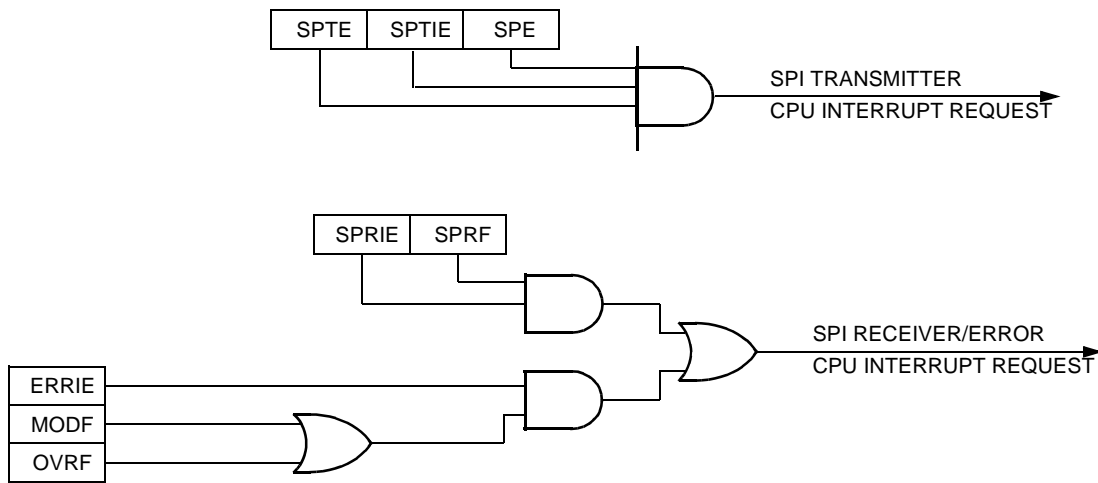 SPTE SPTIE SPE
SPI TRANSMITTER
CPU INTERRUPT REQUEST
SPRIE SPRF
SPI RECEIVER/ERROR
CPU INTERRUPT REQUEST
ERRIE
MODF
OVRF